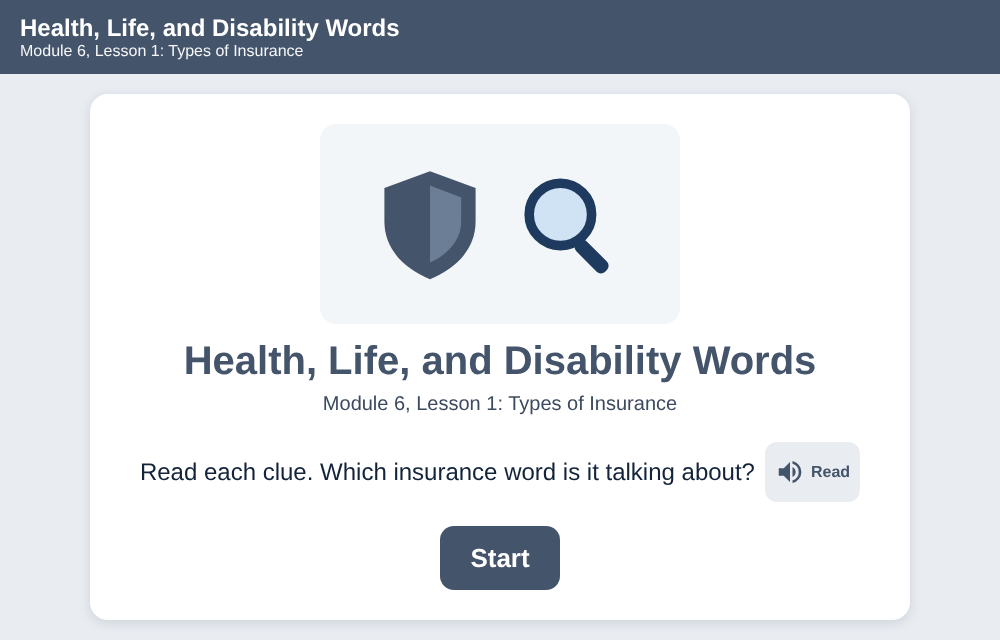 Health, Life, and Disability Words
Module 6, Lesson 1: Types of Insurance
Health, Life, and Disability Words
Module 6, Lesson 1: Types of Insurance
Read each clue. Which insurance word is it talking about?
Read
Start